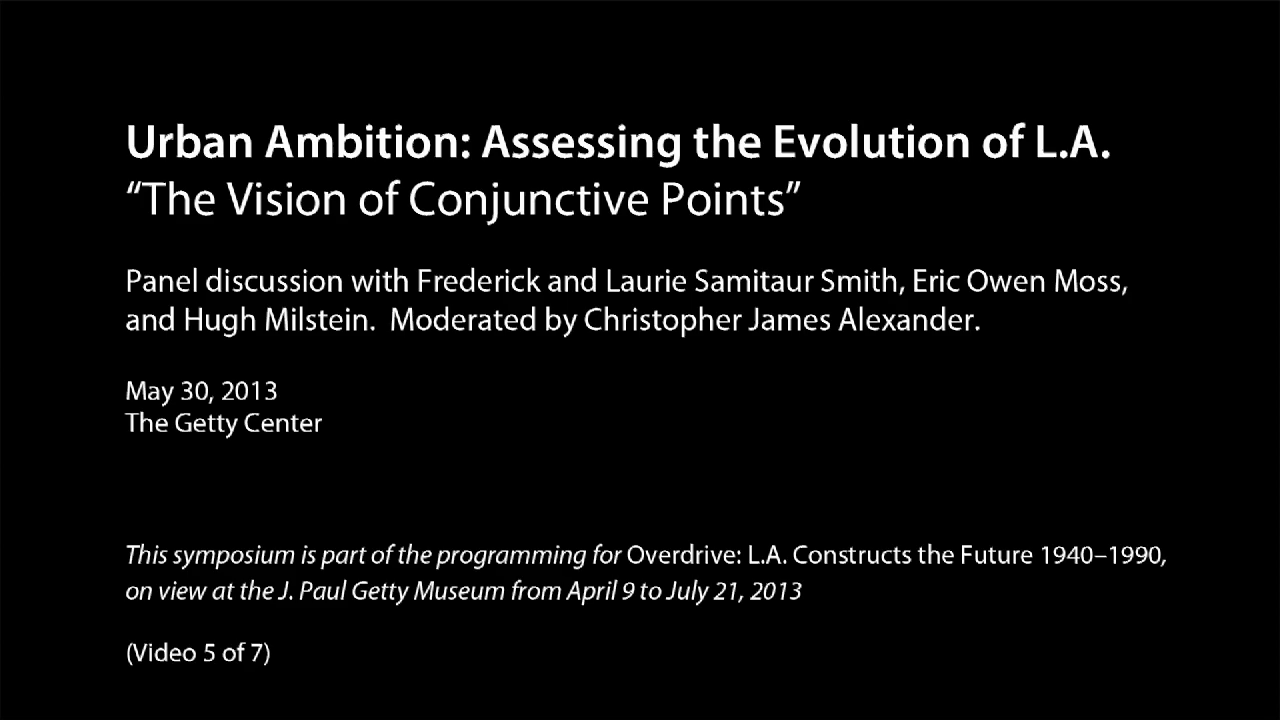 Urban Ambition: Assessing the Evolution of L.A.
“The Vision of Conjunctive Points”
Panel discussion with Frederick and Laurie Samitaur Smith, Eric Owen Moss,
and Hugh Milstein.  Moderated by Christopher James Alexander.
May 30, 2013
The Getty Center
This symposium is part of the programming for Overdrive: L.A. Constructs the Future 1940–1990,
on view at the J. Paul Getty Museum from April 9 to July 21, 2013
(Video 5 of 7)